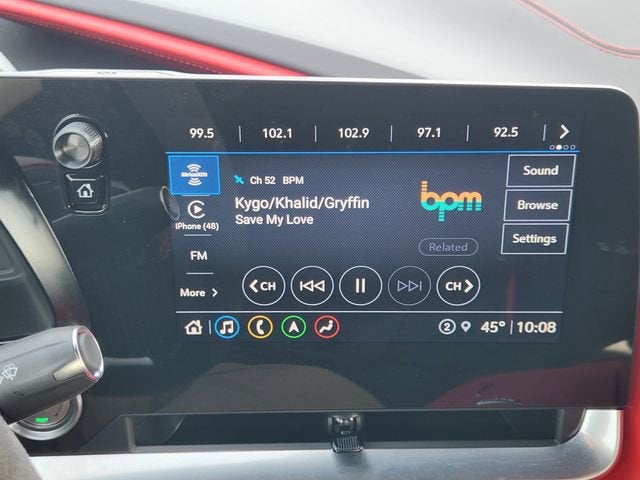 99.5 | 102.1 | 102.9 | 97.1 | 92.5
SiriusXM
Ch 52 BPM
bpm
Sound
iPhone (48)
Kygo/Khalid/Gryffin
Save My Love
Browse
Related
Settings
FM
More
CH
CH
2 45° 10:08